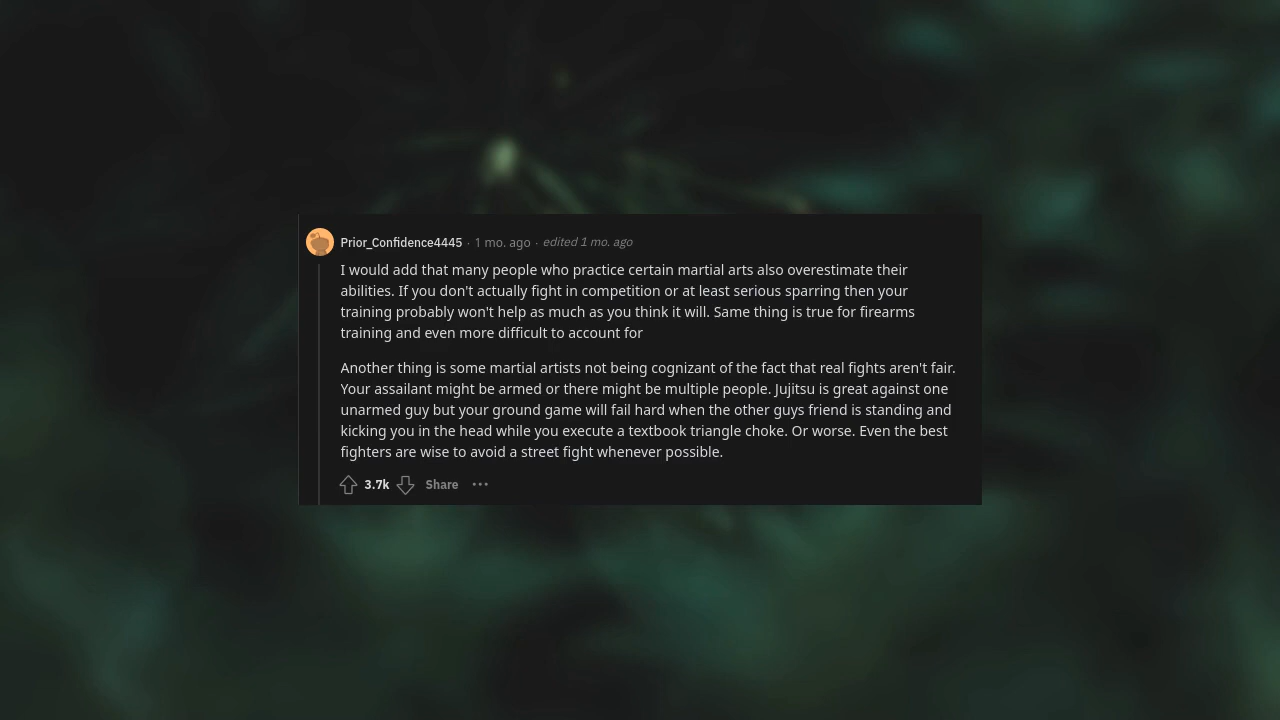 Prior_Confidence4445 · 1 mo. ago · edited 1 mo. ago
I would add that many people who practice certain martial arts also overestimate their
abilities. If you don't actually fight in competition or at least serious sparring then your
training probably won't help as much as you think it will. Same thing is true for firearms
training and even more difficult to account for
Another thing is some martial artists not being cognizant of the fact that real fights aren't fair.
Your assailant might be armed or there might be multiple people. Jujitsu is great against one
unarmed guy but your ground game will fail hard when the other guys friend is standing and
kicking you in the head while you execute a textbook triangle choke. Or worse. Even the best
fighters are wise to avoid a street fight whenever possible.
3.7k Share ···